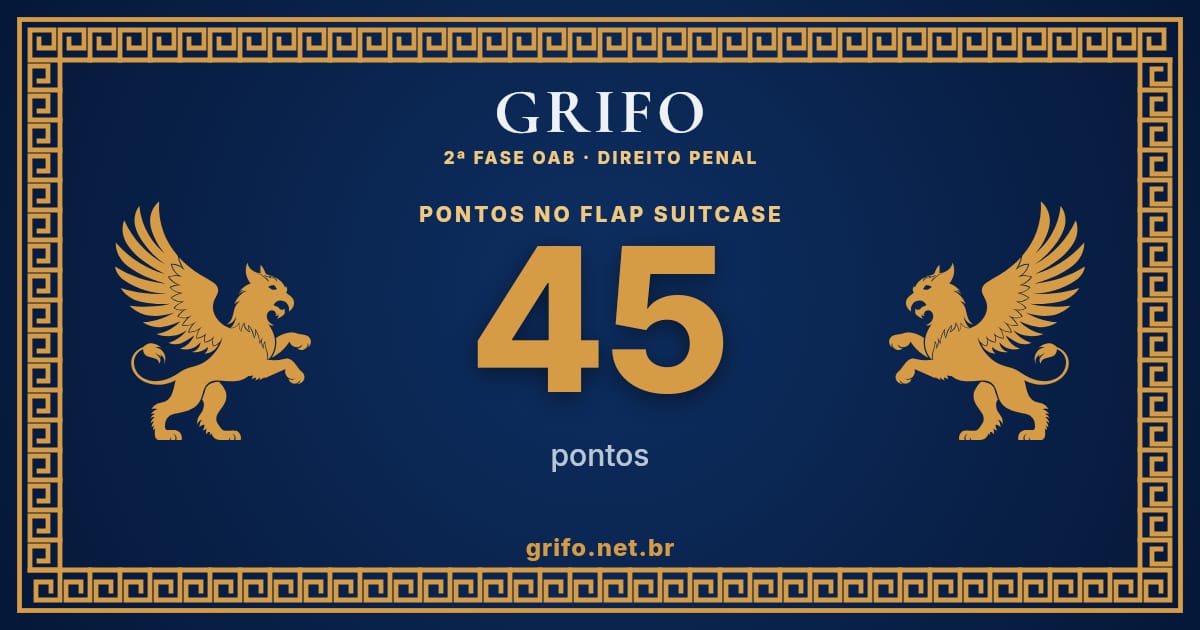 GRIFO
2ª FASE OAB · DIREITO PENAL
PONTOS NO FLAP SUITCASE
45
pontos
grifo.net.br